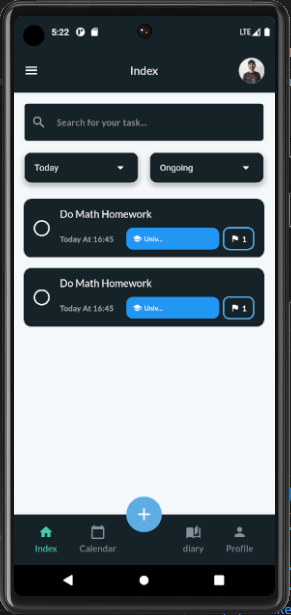 5:22 LTE
Index
Search for your task...
Today Ongoing
Do Math Homework
Today At 16:45 Univ... 1
Do Math Homework
Today At 16:45 Univ... 1
Index Calendar diary Profile